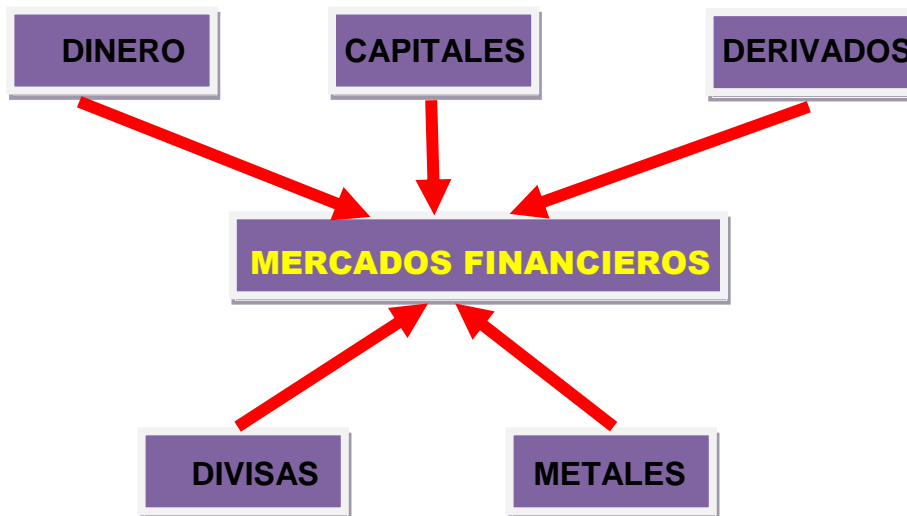 DINERO
CAPITALES
DERIVADOS
MERCADOS FINANCIEROS
DIVISAS
METALES